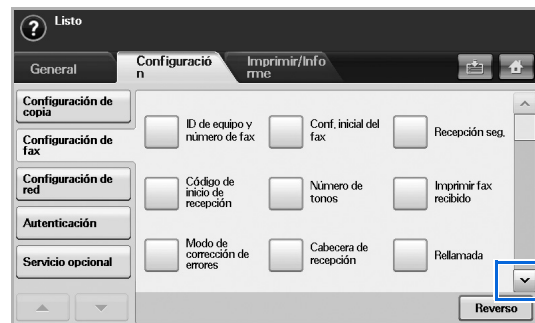 Listo
General
Configuració
n
Imprimir/Info
rme
Configuración de
copia
Configuración de
fax
Configuración de
red
Autenticación
Servicio opcional
ID de equipo y
número de fax
Conf. inicial del
fax
Recepción seg.
Código de
inicio de
recepción
Número de
tonos
Imprimir fax
recibido
Modo de
corrección de
errores
Cabecera de
recepción
Rellamada
Reverso